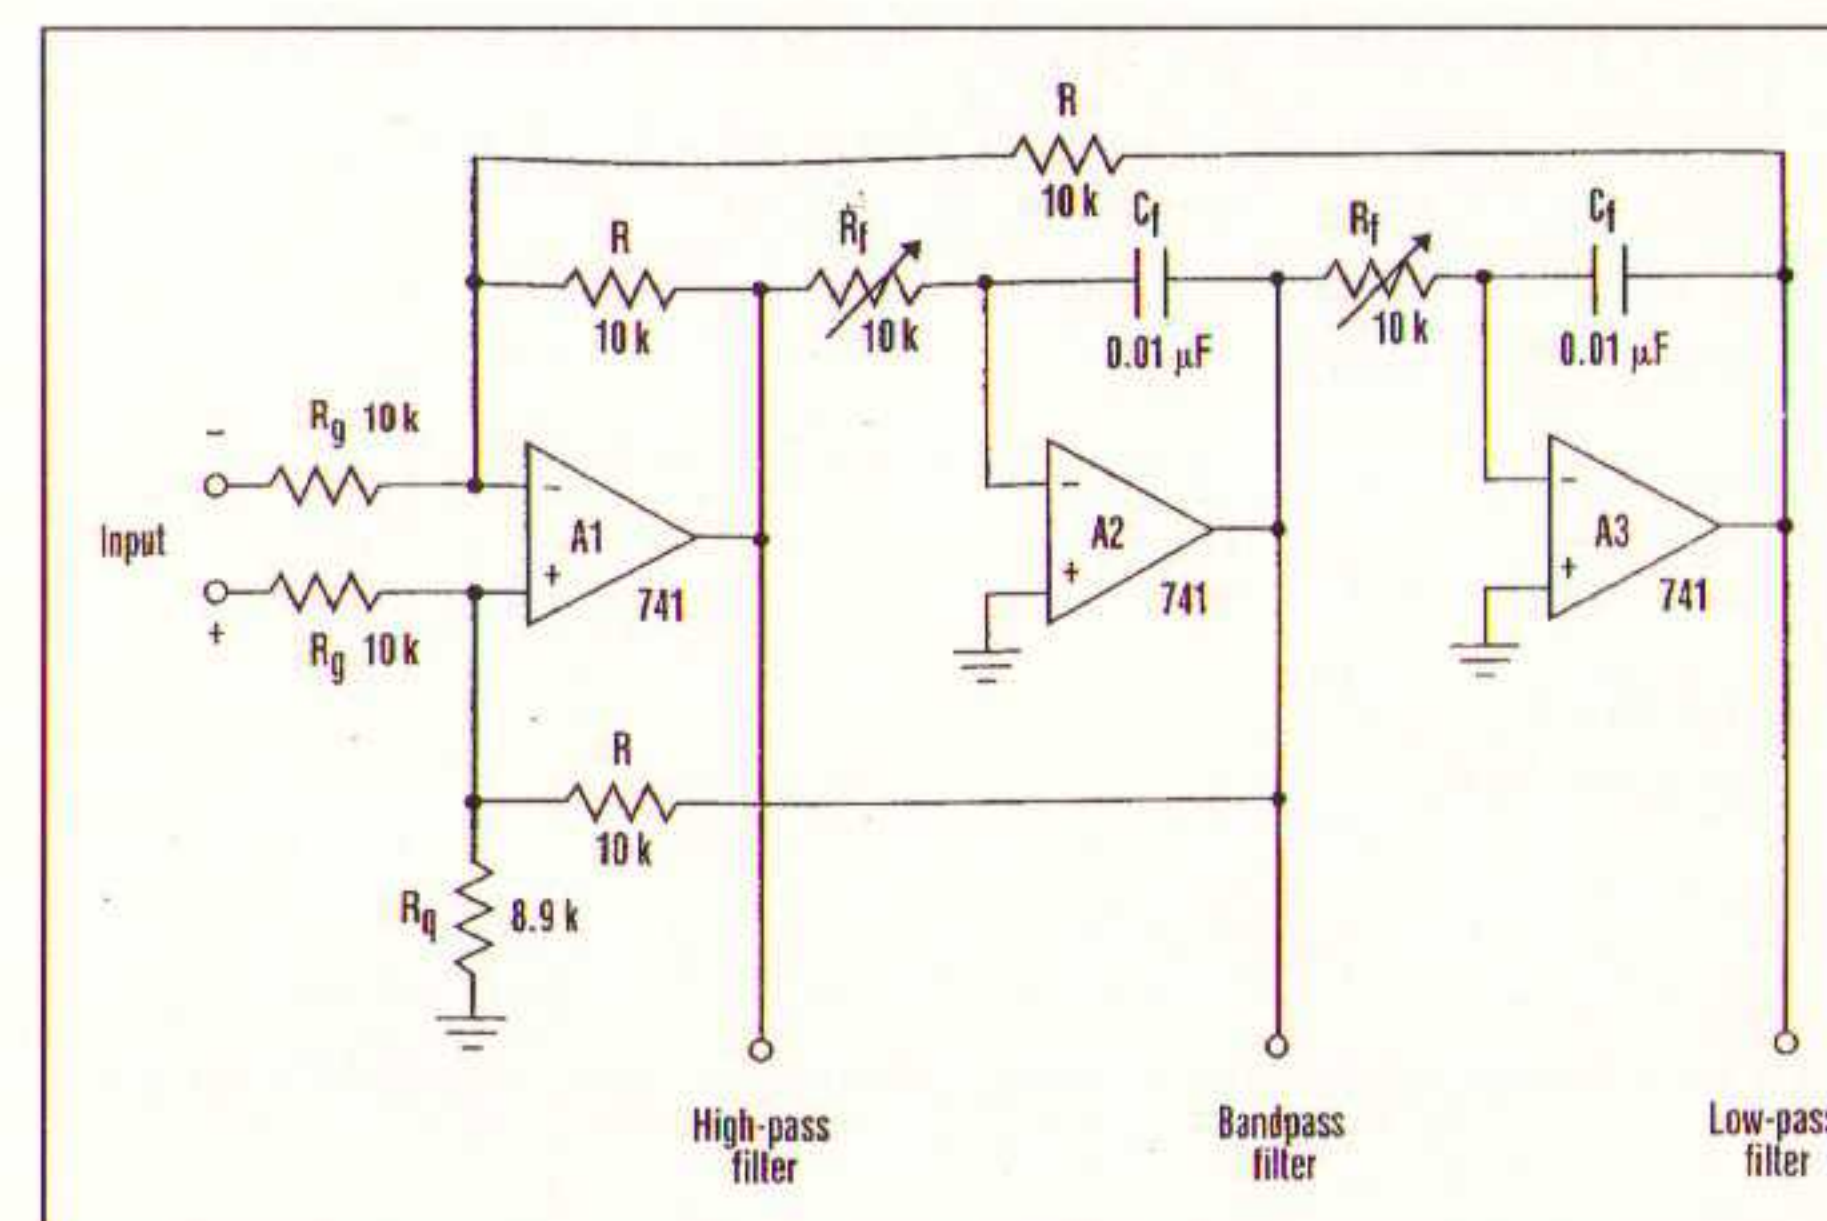 R
10 k
R
10 k
Rf
10 k
Cf
0.01 µF
Rf
10 k
Cf
0.01 µF
Rg 10 k
−
Input
+
Rg 10 k
−
A1
+
741
−
A2
+
741
−
A3
+
741
R
10 k
Rq 8.9 k
High-pass
filter
Bandpass
filter
Low-pass
filter